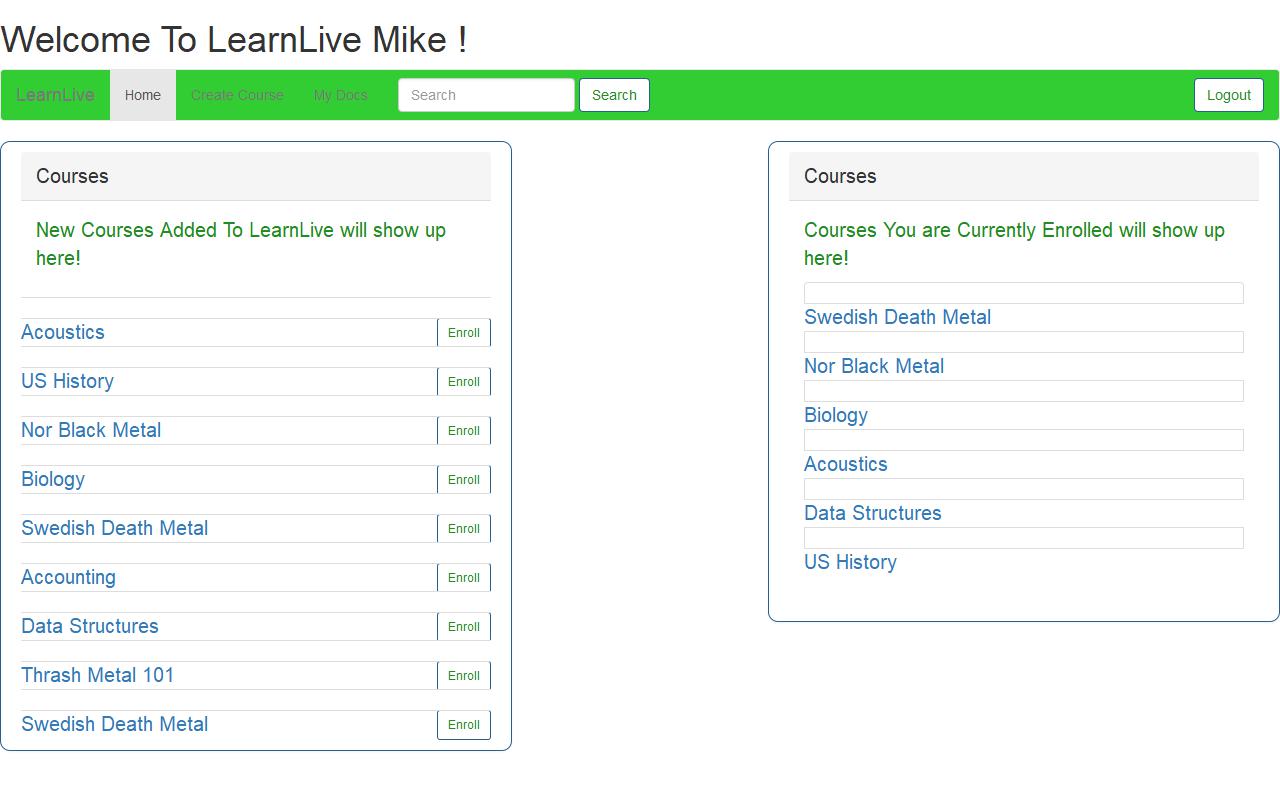 Welcome To LearnLive Mike !
LearnLive Home Create Course My Docs Search Search Logout
Courses
New Courses Added To LearnLive will show up
here!
Acoustics Enroll
US History Enroll
Nor Black Metal Enroll
Biology Enroll
Swedish Death Metal Enroll
Accounting Enroll
Data Structures Enroll
Thrash Metal 101 Enroll
Swedish Death Metal Enroll
Courses
Courses You are Currently Enrolled will show up
here!
Swedish Death Metal
Nor Black Metal
Biology
Acoustics
Data Structures
US History